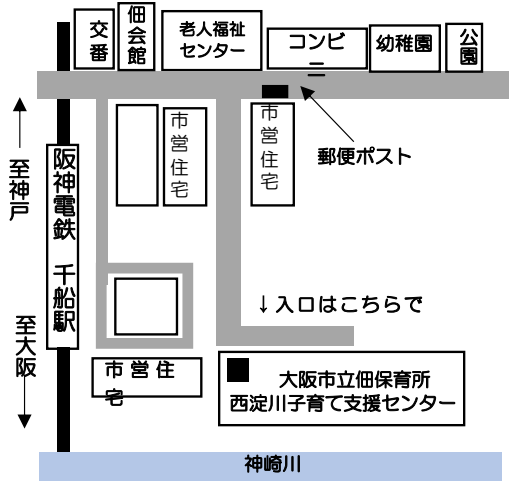 交番
佃会館
老人福祉
センター
コンビニ
幼稚園
公園
市営住宅
市営住宅
郵便ポスト
至神戸
阪神電鉄 千船駅
至大阪
↓入口はこちらで
市営住
宅
大阪市立佃保育所
西淀川子育て支援センター
神崎川